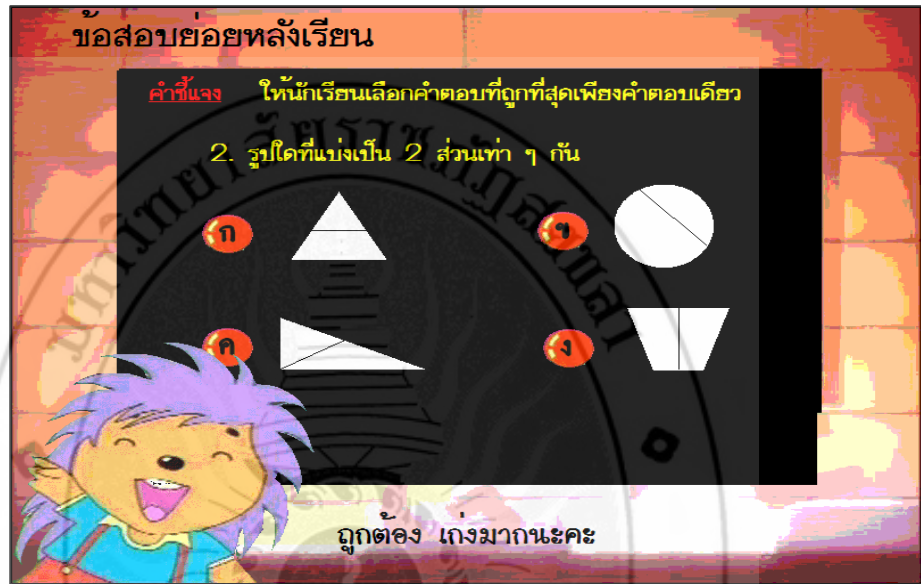 ข้อสอบย่อยหลังเรียน
คำชี้แจง ให้นักเรียนเลือกคำตอบที่ถูกที่สุดเพียงคำตอบเดียว
2. รูปใดที่แบ่งเป็น 2 ส่วนเท่า ๆ กัน
ก
ข
ค
ง
ถูกต้อง เก่งมากนะคะ